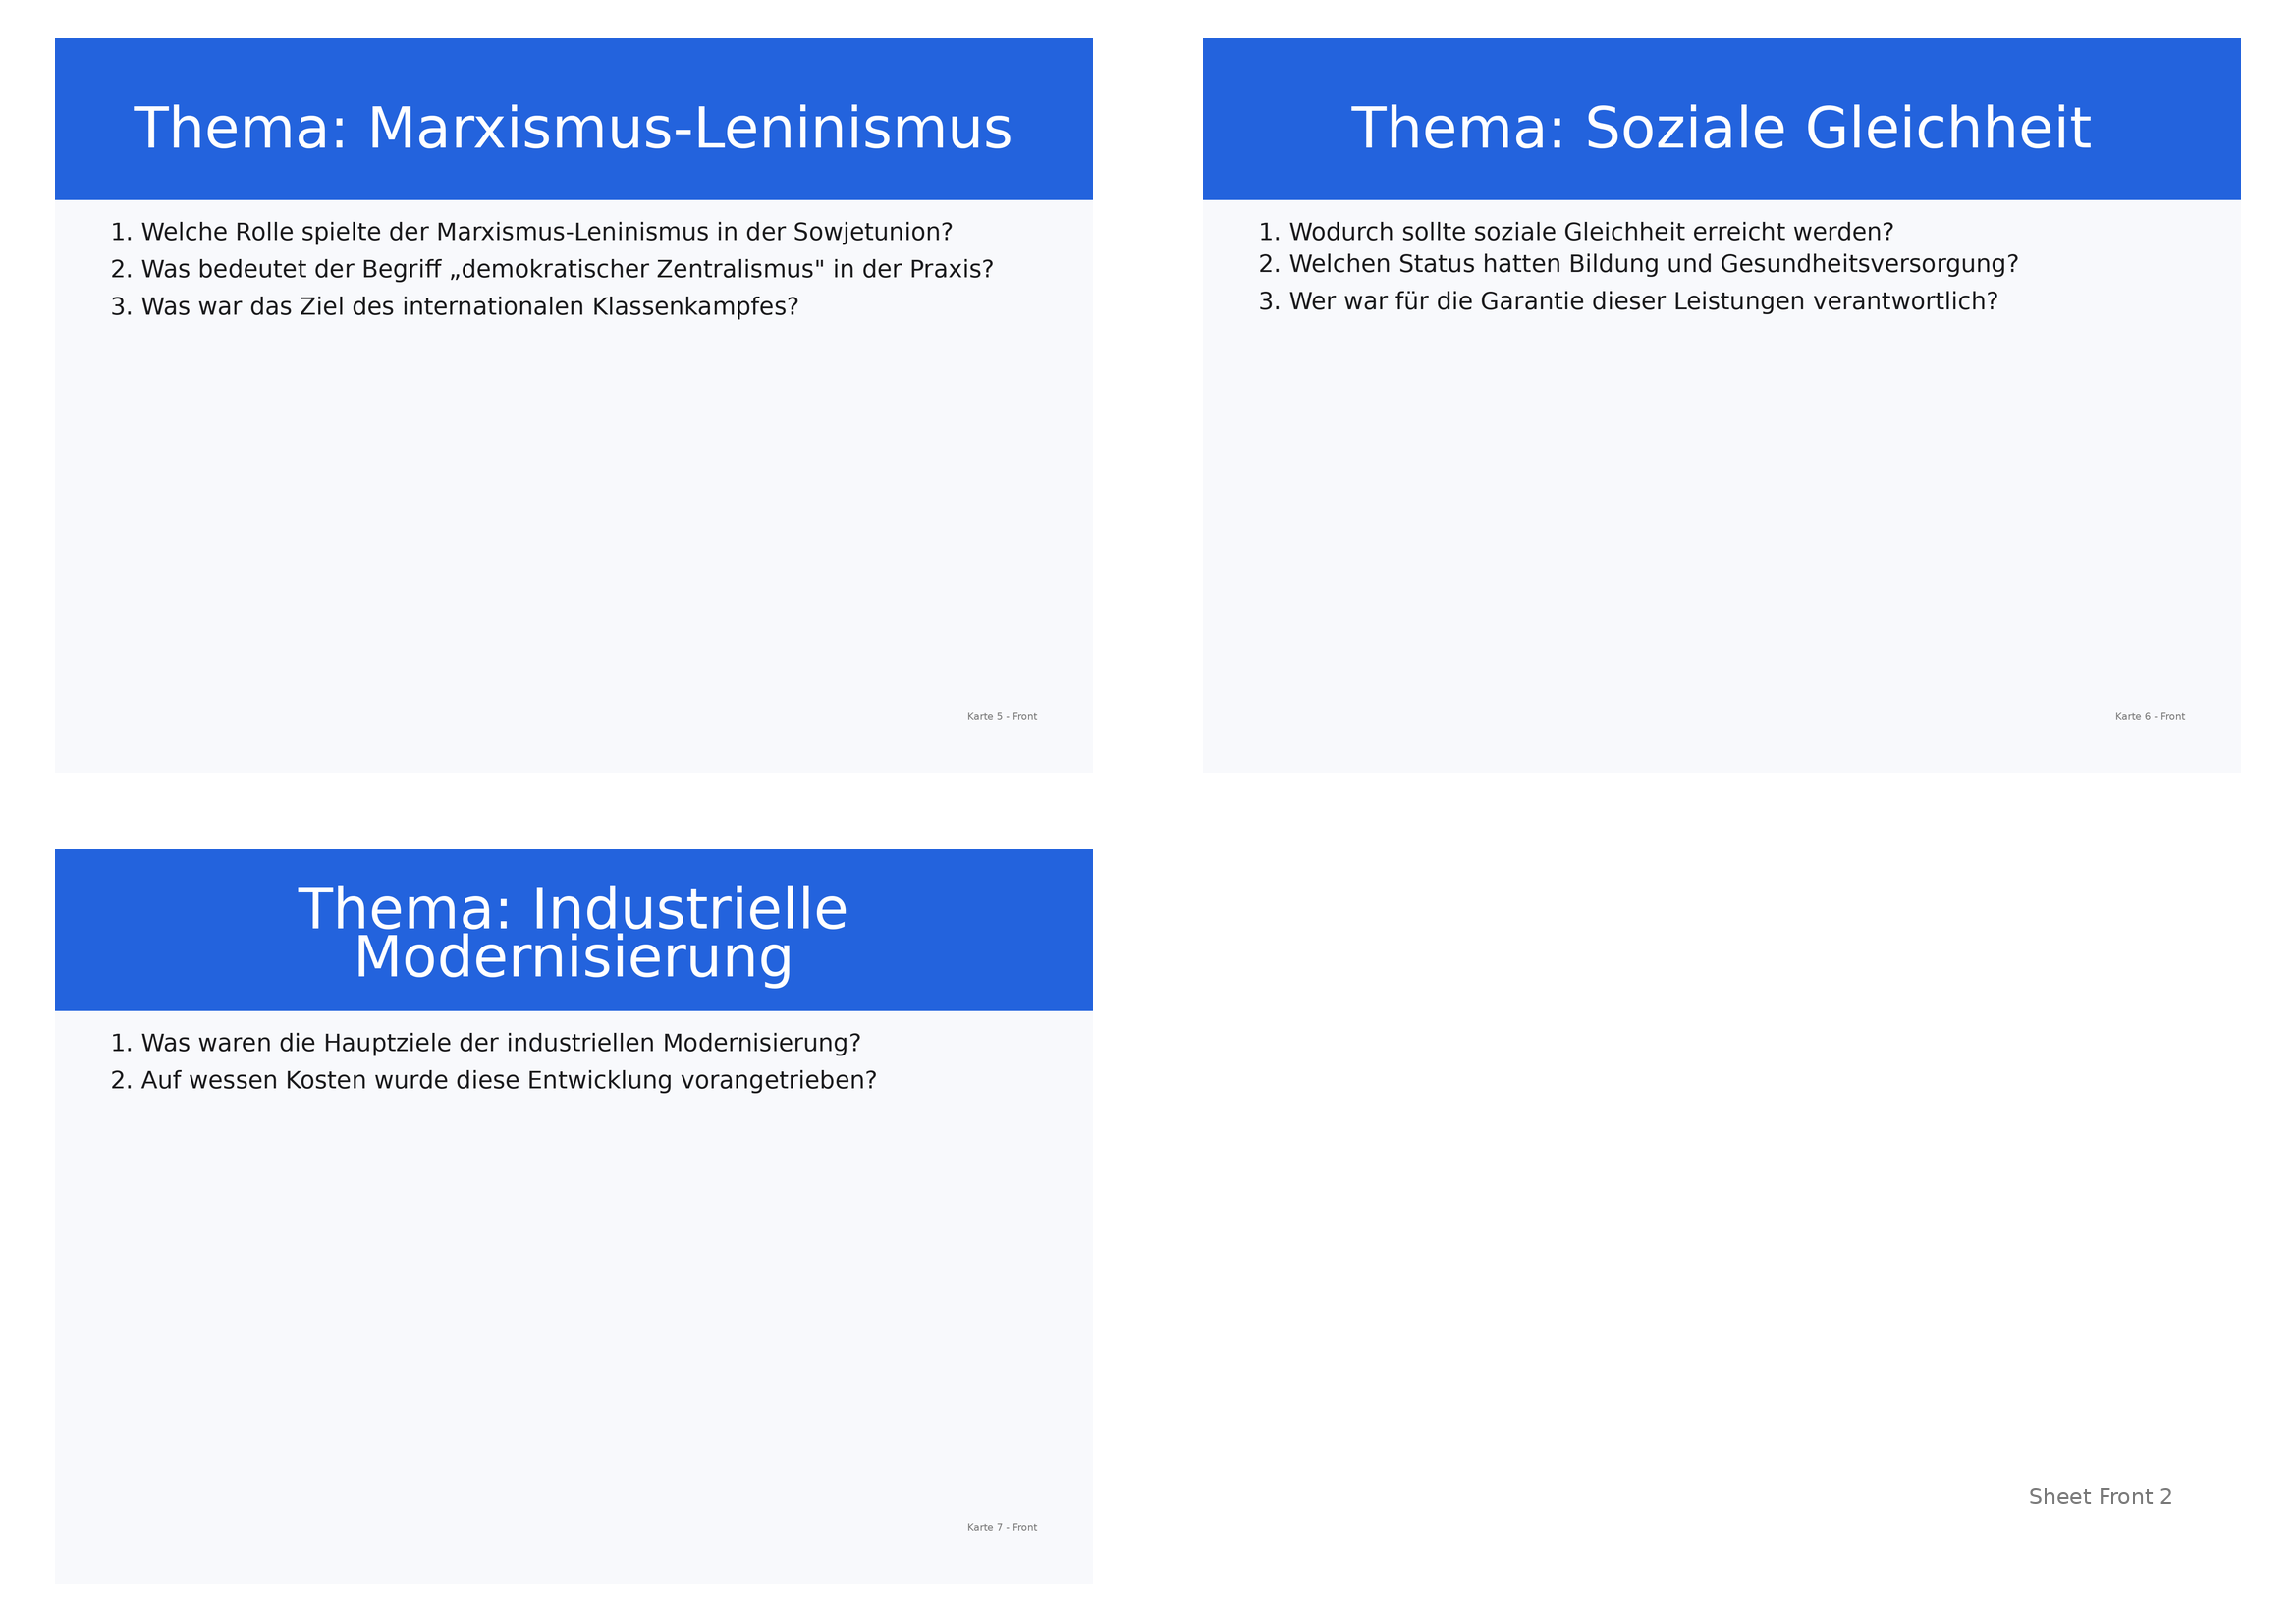 Thema: Marxismus-Leninismus
1. Welche Rolle spielte der Marxismus-Leninismus in der Sowjetunion?
2. Was bedeutet der Begriff „demokratischer Zentralismus" in der Praxis?
3. Was war das Ziel des internationalen Klassenkampfes?
Karte 5 - Front
Thema: Soziale Gleichheit
1. Wodurch sollte soziale Gleichheit erreicht werden?
2. Welchen Status hatten Bildung und Gesundheitsversorgung?
3. Wer war für die Garantie dieser Leistungen verantwortlich?
Karte 6 - Front
Thema: Industrielle
Modernisierung
1. Was waren die Hauptziele der industriellen Modernisierung?
2. Auf wessen Kosten wurde diese Entwicklung vorangetrieben?
Karte 7 - Front
Sheet Front 2